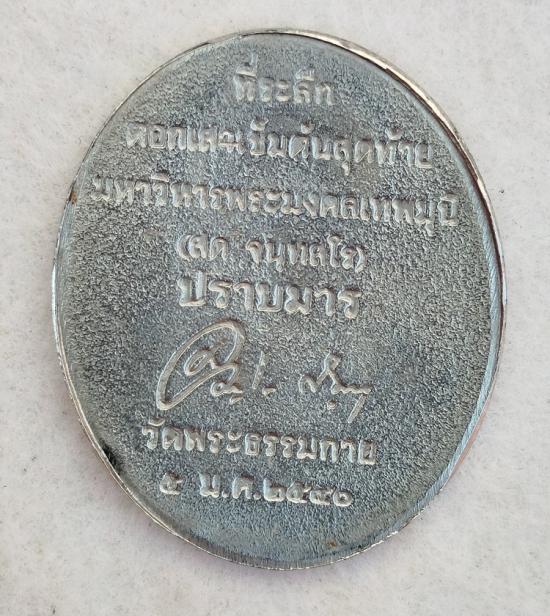 ที่ระลึก
ตอกเสาเข็มต้นสุดท้าย
มหาวิหารพระมงคลเทพมุนี
(สด จนฺทสโร)
ปราบมาร
วัดพระธรรมกาย
๕ ม.ค.๒๕๔๐